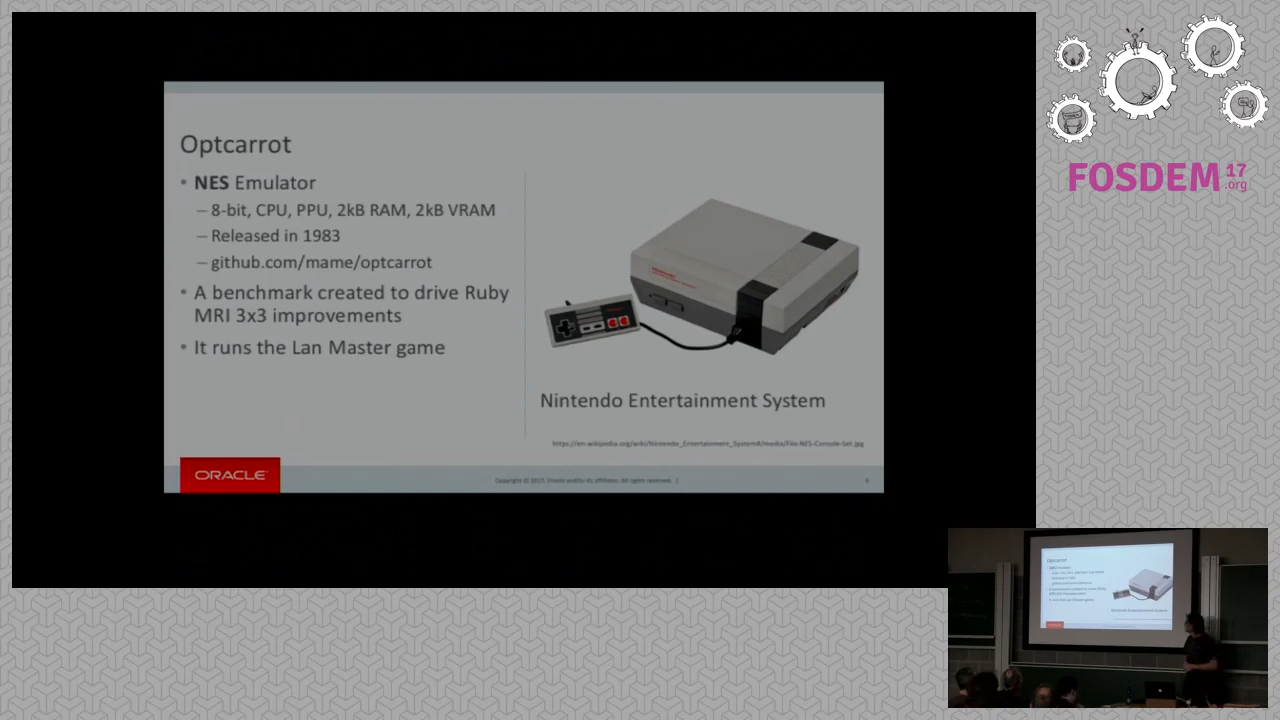 Optcarrot
• NES Emulator
– 8-bit, CPU, PPU, 2kB RAM, 2kB VRAM
– Released in 1983
– github.com/mame/optcarrot
• A benchmark created to drive Ruby
MRI 3x3 improvements
• It runs the Lan Master game
Nintendo Entertainment System
https://en.wikipedia.org/wiki/Nintendo_Entertainment_System#/media/File:NES-Console-Set.jpg
ORACLE
Copyright © 2017, Oracle and/or its affiliates. All rights reserved. |
FOSDEM 17
.org